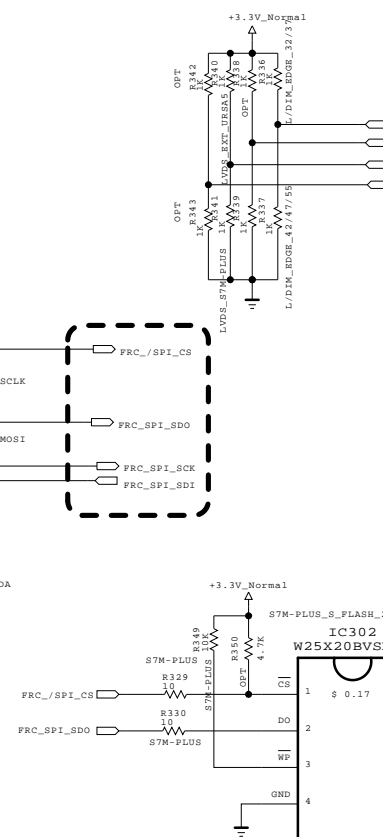 +3.3V_Normal
OPT
R342
1K
R340
1K
R338
1K
R336
1K
OPT
LVDS_EXT_URSA5
L/DIM_EDGE_32/37
OPT
R343
1K
R341
1K
R339
1K
R337
1K
LVDS_S7M-PLUS
L/DIM_EDGE_42/47/55
FRC_/SPI_CS
SCLK
FRC_SPI_SDO
MOSI
FRC_SPI_SCK
FRC_SPI_SDI
DA
+3.3V_Normal
S7M-PLUS_S_FLASH_
IC302
W25X20BVS
R349
10K
S7M-PLUS
R350
4.7K
OPT
S7M-PLUS
R329
10
FRC_/SPI_CS
CS
1
$ 0.17
R330
10
FRC_SPI_SDO
S7M-PLUS
DO
2
WP
3
GND
4